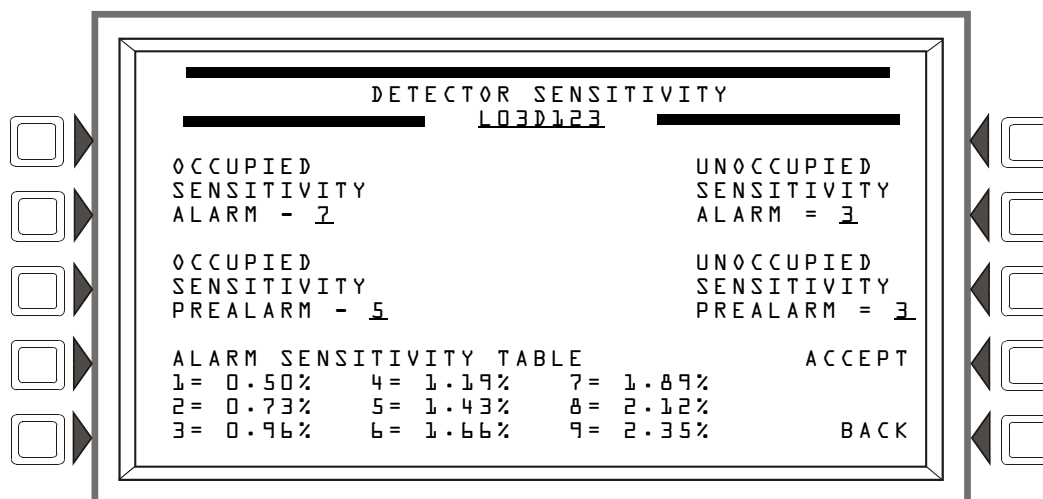 DETECTOR SENSITIVITY
L03D123
OCCUPIED
SENSITIVITY
ALARM - 7
UNOCCUPIED
SENSITIVITY
ALARM = 3
OCCUPIED
SENSITIVITY
PREALARM - 5
UNOCCUPIED
SENSITIVITY
PREALARM = 3
ALARM SENSITIVITY TABLE
ACCEPT
1= 0.50% 4= 1.19% 7= 1.89%
2= 0.73% 5= 1.43% 8= 2.12%
3= 0.96% 6= 1.66% 9= 2.35%
BACK